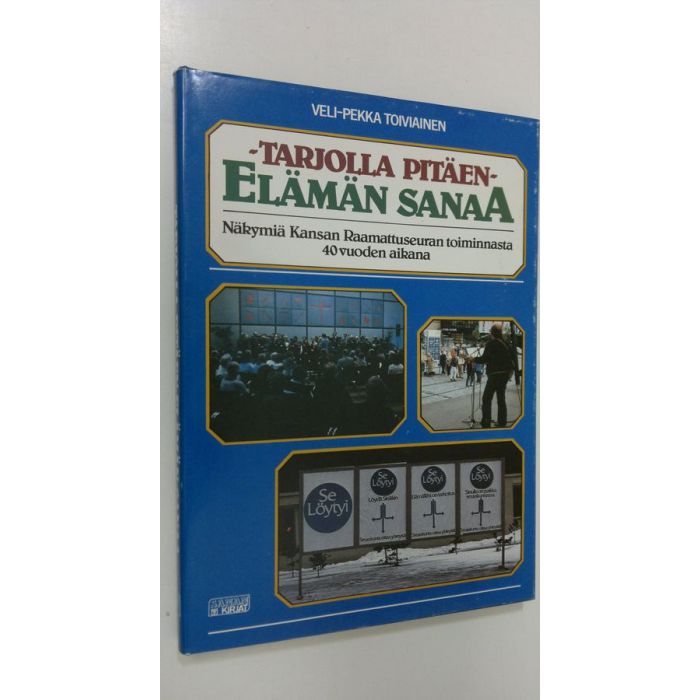 VELI-PEKKA TOIVIAINEN
-TARJOLLA PITÄEN-
ELÄMÄN SANAA
Näkymiä Kansan Raamattuseuran toiminnasta
40 vuoden aikana
Se
Löytyi
Se
Löytyi
Se
Löytyi
Se
Löytyi
SANAN
KIRJAT